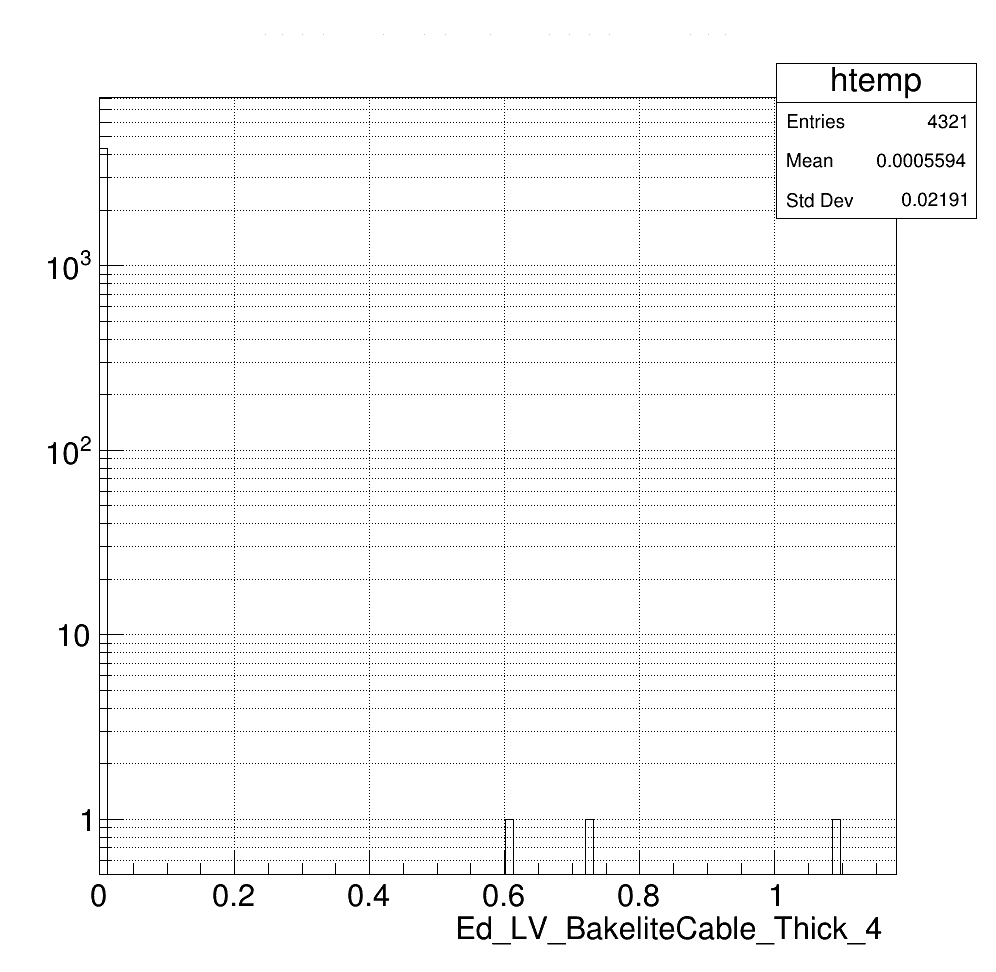 htemp
Entries 4321
Mean 0.0005594
Std Dev 0.02191
10³
10²
10
1
0 0.2 0.4 0.6 0.8 1
Ed_LV_BakeliteCable_Thick_4